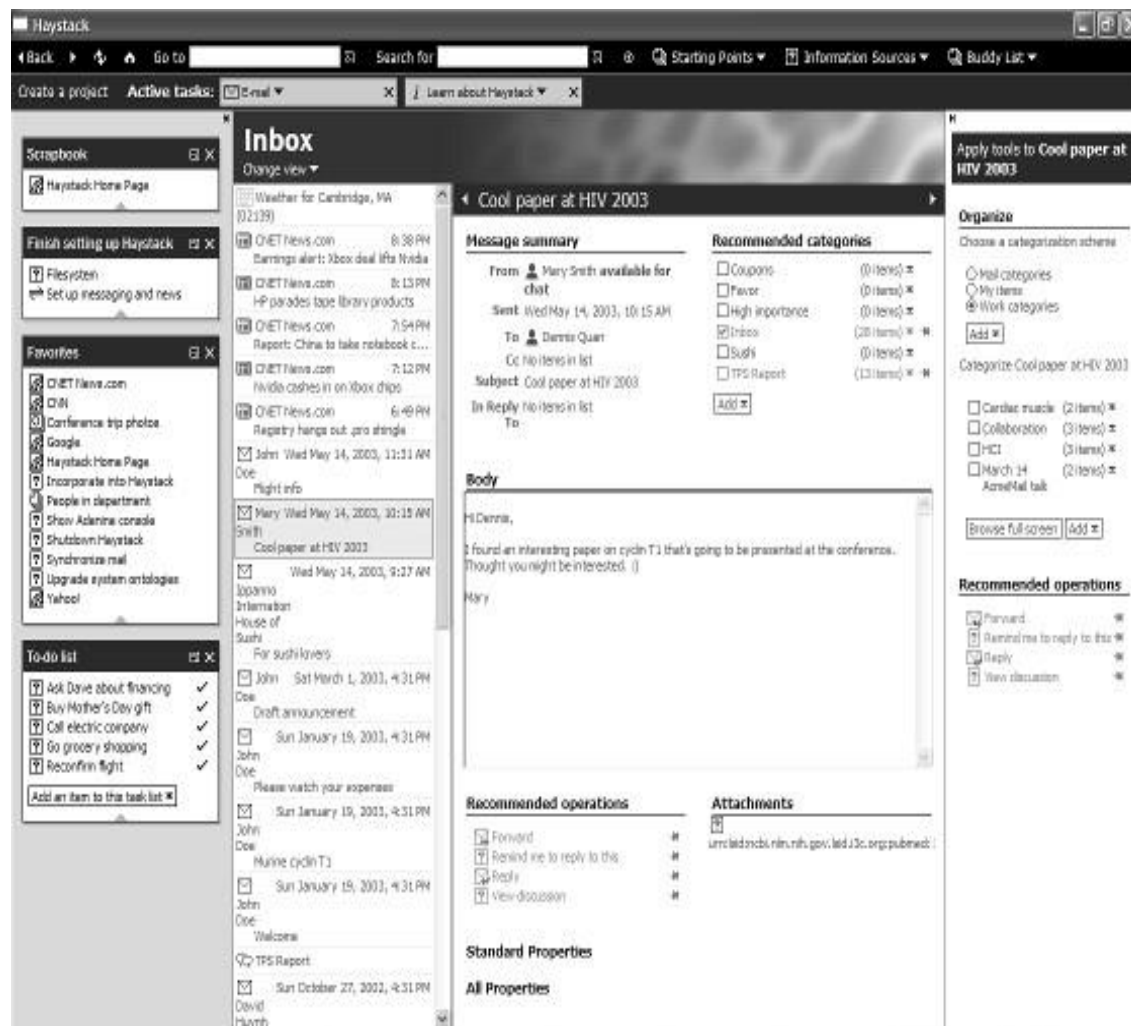 Haystack
Back Go to Search for Starting Points Information Sources Buddy List
Create a project Active tasks: E-mail Learn about Haystack
Scrapbook
Haystack Home Page
Finish setting up Haystack
Filesystem
Set up messaging and news
Favorites
CNET News.com
CNN
Conference trip photos
Google
Haystack Home Page
Incorporate into Haystack
People in department
Show Adenine console
Shutdown Haystack
Synchronize mail
Upgrade system ontologies
Yahoo!
To-do list
Ask Dave about financing
Buy Mother's Day gift
Call electric company
Go grocery shopping
Reconfirm flight
Add an item to this task list
Inbox
Change view
Weather for Cambridge, MA
(02139)
CNET News.com 8:38 PM
Earnings alert: Xbox deal lifts Nvidia
CNET News.com 8:13 PM
HP parades tape library products
CNET News.com 7:54 PM
Report: China to take notebook c...
CNET News.com 7:12 PM
Nvidia cashes in on Xbox chips
CNET News.com 6:49 PM
Registry hangs out .pro shingle
John Wed May 14, 2003, 11:31 AM
Doe
Flight info
Mary Wed May 14, 2003, 10:15 AM
Smith
Cool paper at HIV 2003
Wed May 14, 2003, 9:27 AM
Ippanno
Internation
House of
Sushi
For sushi lovers
John Sat March 1, 2003, 4:31 PM
Doe
Draft announcement
Sun January 19, 2003, 4:31 PM
John
Doe
Please watch your expenses
Sun January 19, 2003, 4:31 PM
John
Doe
Murine cyclin T1
Sun January 19, 2003, 4:31 PM
John
Doe
Welcome
TPS Report
Sun October 27, 2002, 4:31 PM
David
Huynh
Cool paper at HIV 2003
Message summary
From Mary Smith available for
chat
Sent Wed May 14, 2003, 10:15 AM
To Dennis Quan
Cc No items in list
Subject Cool paper at HIV 2003
In Reply No items in list
To
Recommended categories
Coupons (0 items)
Favor (0 items)
High importance (0 items)
Inbox (28 items)
Sushi (0 items)
TPS Report (13 items)
Add
Body
Hi Dennis,
I found an interesting paper on cyclin T1 that's going to be presented at the conference.
Thought you might be interested. :)
Mary
Recommended operations
Forward
Remind me to reply to this
Reply
View discussion
Attachments
urn:lsid:ncbi.nlm.nih.gov.lsid.i3c.org:pubmed:
Standard Properties
All Properties
Apply tools to Cool paper at
HIV 2003
Organize
Choose a categorization scheme
Mail categories
My items
Work categories
Add
Categorize Cool paper at HIV 2003
Cardiac muscle (2 items)
Collaboration (3 items)
HCI (3 items)
March 14 (2 items)
AcmeMail talk
Browse full screen Add
Recommended operations
Forward
Remind me to reply to this
Reply
View discussion